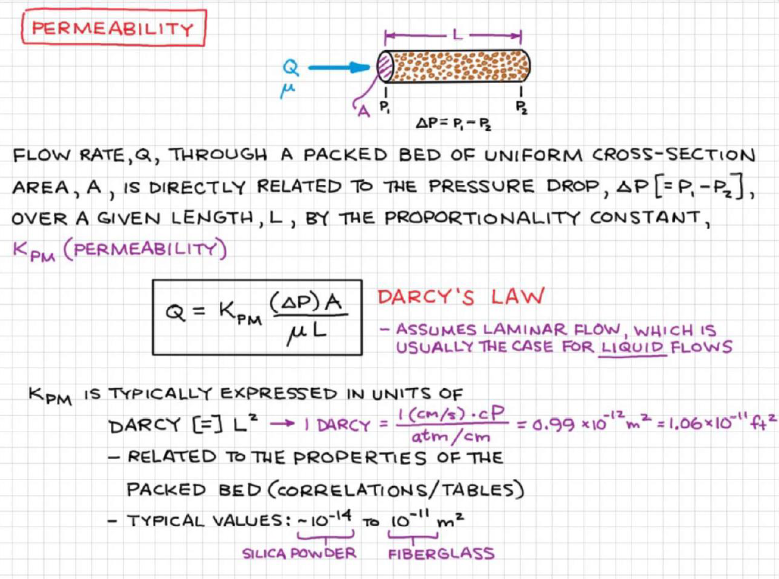 PERMEABILITY
L
Q
μ
A P₁ P₂
ΔP = P₁ - P₂
FLOW RATE, Q, THROUGH A PACKED BED OF UNIFORM CROSS-SECTION
AREA, A, IS DIRECTLY RELATED TO THE PRESSURE DROP, ΔP [= P₁ - P₂],
OVER A GIVEN LENGTH, L, BY THE PROPORTIONALITY CONSTANT,
K_PM (PERMEABILITY)
Q = K_PM (ΔP) A / μ L
DARCY'S LAW
- ASSUMES LAMINAR FLOW, WHICH IS
USUALLY THE CASE FOR LIQUID FLOWS
K_PM IS TYPICALLY EXPRESSED IN UNITS OF
DARCY [=] L² → 1 DARCY = 1 (cm/s) · cP / atm/cm = 0.99 × 10⁻¹² m² = 1.06 × 10⁻¹¹ ft²
- RELATED TO THE PROPERTIES OF THE
PACKED BED (CORRELATIONS/TABLES)
- TYPICAL VALUES: ~10⁻¹⁴ TO 10⁻¹¹ m²
SILICA POWDER FIBERGLASS